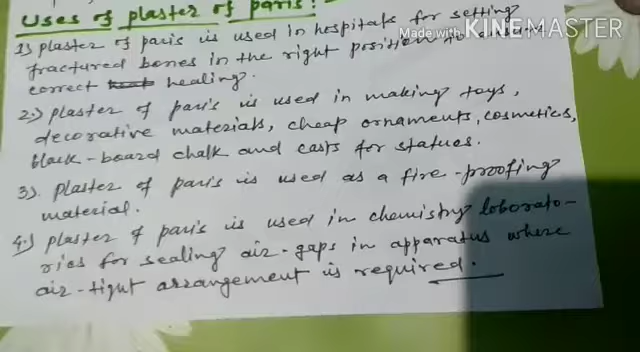 Uses of plaster of paris:
Made with KINEMASTER
1) plaster of paris is used in hospitals for setting
fractured bones in the right position to ensure
correct healing.
2) plaster of paris is used in making toys,
decorative materials, cheap ornaments, cosmetics,
black-board chalk and casts for statues.
3). plaster of paris is used as a fire-proofing
material.
4) plaster of paris is used in chemistry loborato-
ries for sealing air-gaps in apparatus where
air-tight arrangement is required.